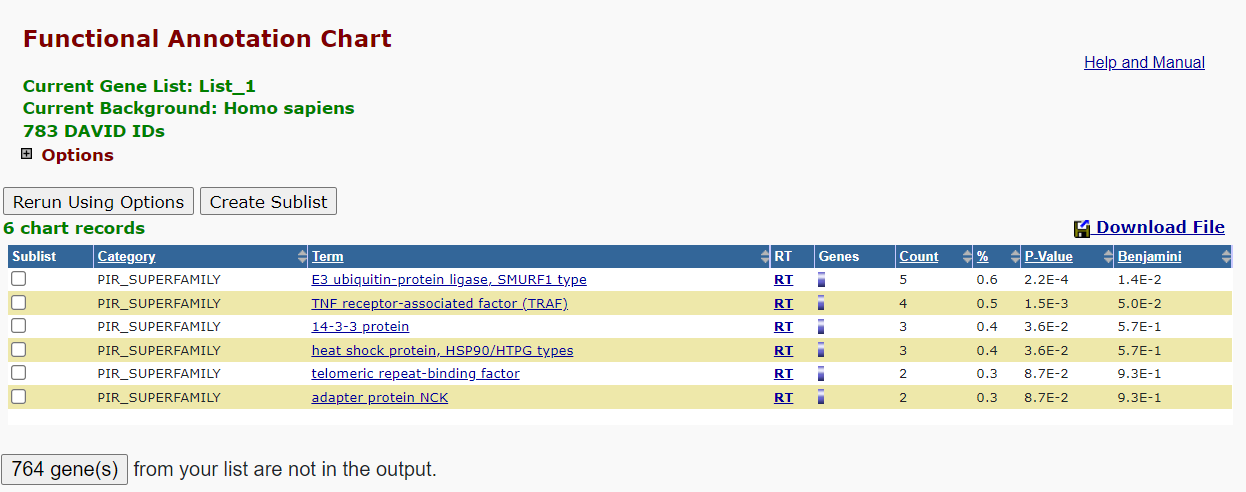 Functional Annotation Chart
Help and Manual
Current Gene List: List_1
Current Background: Homo sapiens
783 DAVID IDs
Options
Rerun Using Options Create Sublist
6 chart records Download File
Sublist Category Term RT Genes Count % P-Value Benjamini
PIR_SUPERFAMILY E3 ubiquitin-protein ligase, SMURF1 type RT 5 0.6 2.2E-4 1.4E-2
PIR_SUPERFAMILY TNF receptor-associated factor (TRAF) RT 4 0.5 1.5E-3 5.0E-2
PIR_SUPERFAMILY 14-3-3 protein RT 3 0.4 3.6E-2 5.7E-1
PIR_SUPERFAMILY heat shock protein, HSP90/HTPG types RT 3 0.4 3.6E-2 5.7E-1
PIR_SUPERFAMILY telomeric repeat-binding factor RT 2 0.3 8.7E-2 9.3E-1
PIR_SUPERFAMILY adapter protein NCK RT 2 0.3 8.7E-2 9.3E-1
764 gene(s) from your list are not in the output.